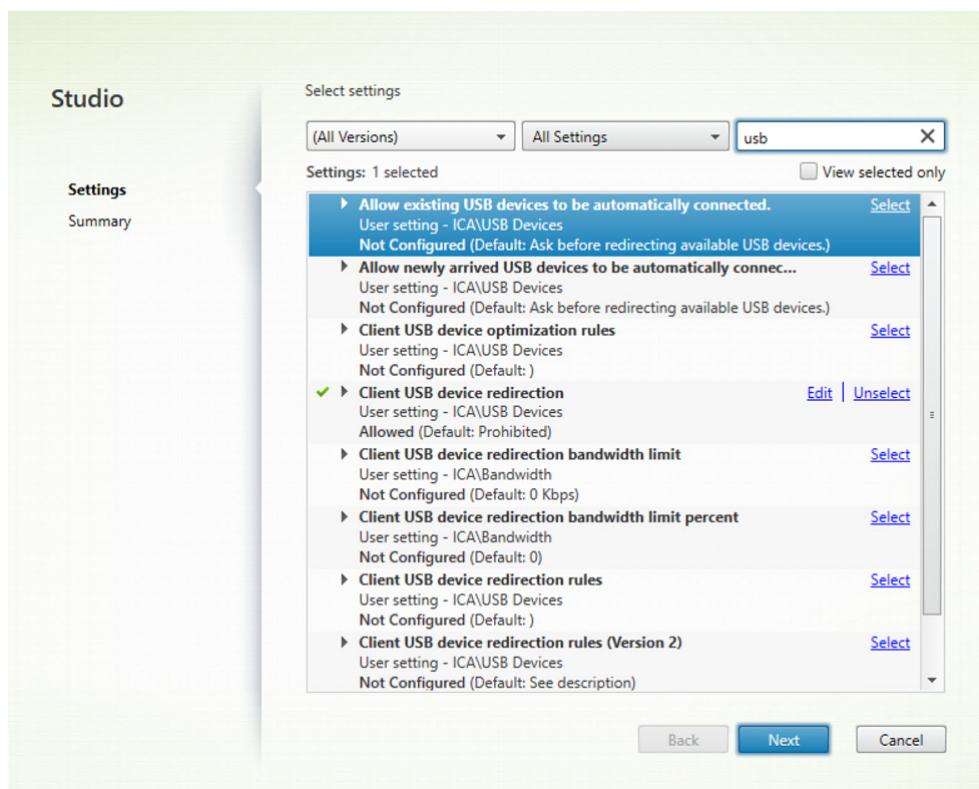 Studio
Settings
Summary
Select settings
(All Versions)
All Settings
usb
Settings: 1 selected
View selected only
Allow existing USB devices to be automatically connected.
Select
User setting - ICA\USB Devices
Not Configured (Default: Ask before redirecting available USB devices.)
Allow newly arrived USB devices to be automatically connec...
Select
User setting - ICA\USB Devices
Not Configured (Default: Ask before redirecting available USB devices.)
Client USB device optimization rules
Select
User setting - ICA\USB Devices
Not Configured (Default: )
Client USB device redirection
Edit | Unselect
User setting - ICA\USB Devices
Allowed (Default: Prohibited)
Client USB device redirection bandwidth limit
Select
User setting - ICA\Bandwidth
Not Configured (Default: 0 Kbps)
Client USB device redirection bandwidth limit percent
Select
User setting - ICA\Bandwidth
Not Configured (Default: 0)
Client USB device redirection rules
Select
User setting - ICA\USB Devices
Not Configured (Default: )
Client USB device redirection rules (Version 2)
Select
User setting - ICA\USB Devices
Not Configured (Default: See description)
Back
Next
Cancel